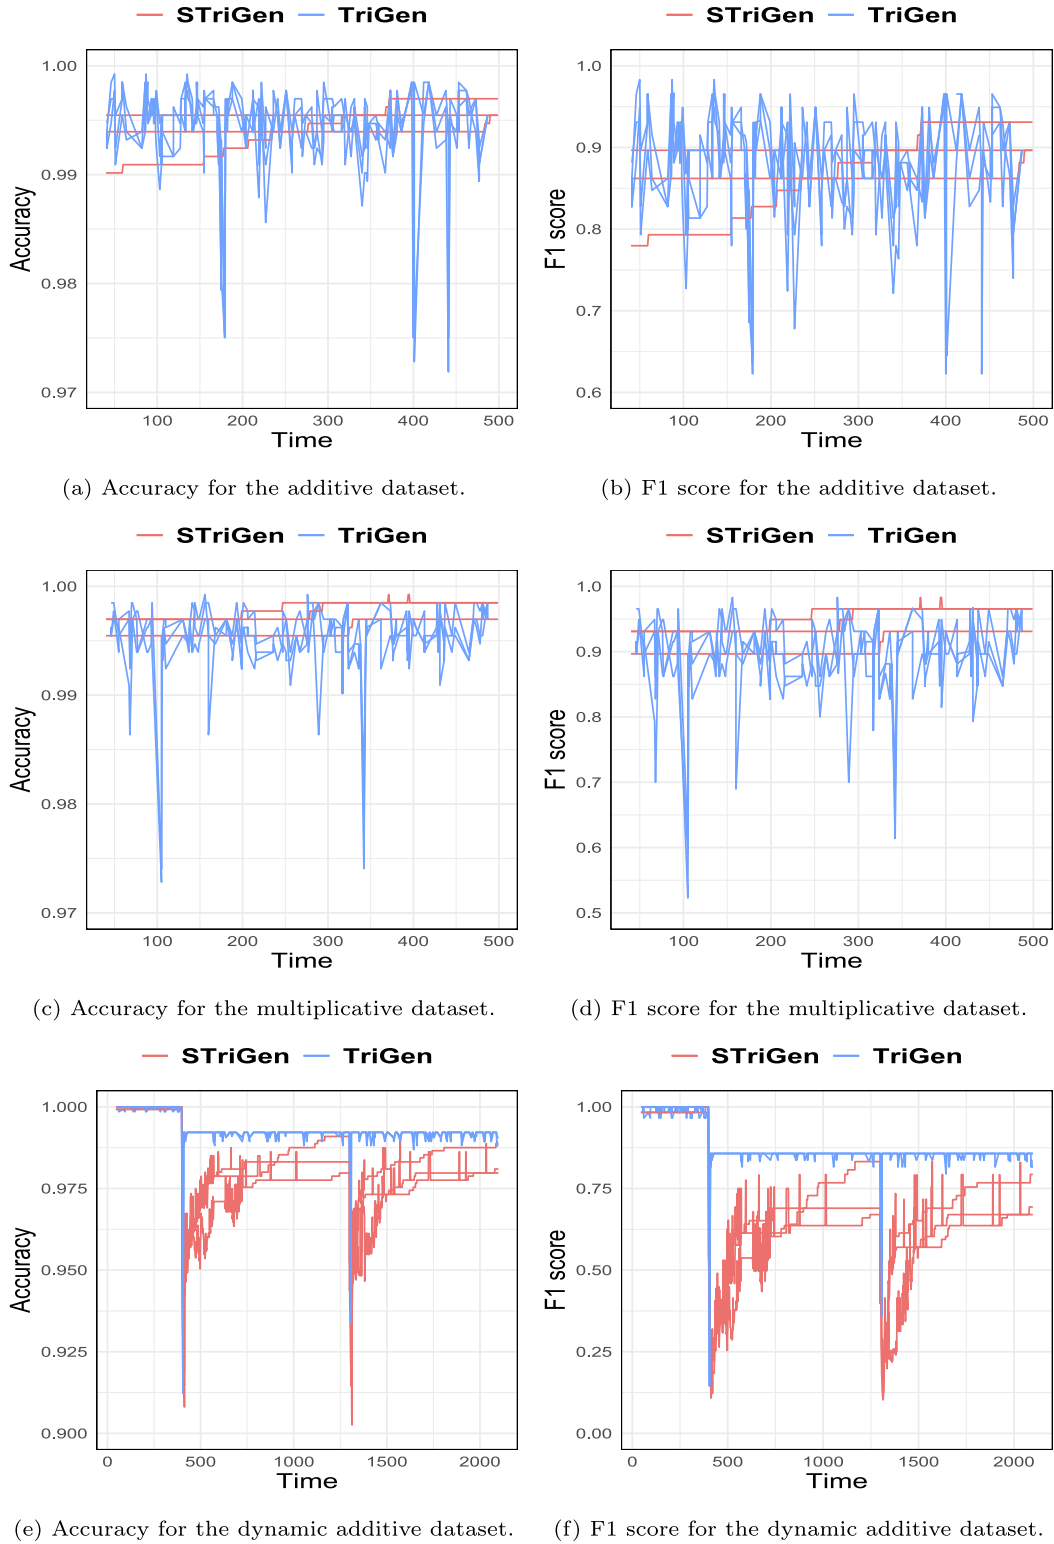 STriGen TriGen
STriGen TriGen
1.00
0.99
0.98
0.97
Accuracy
100 200 300 400 500
Time
1.0
0.9
0.8
0.7
0.6
F1 score
100 200 300 400 500
Time
(a) Accuracy for the additive dataset.
(b) F1 score for the additive dataset.
STriGen TriGen
STriGen TriGen
1.00
0.99
0.98
0.97
Accuracy
100 200 300 400 500
Time
1.0
0.9
0.8
0.7
0.6
0.5
F1 score
100 200 300 400 500
Time
(c) Accuracy for the multiplicative dataset.
(d) F1 score for the multiplicative dataset.
STriGen TriGen
STriGen TriGen
1.000
0.975
0.950
0.925
0.900
Accuracy
0 500 1000 1500 2000
Time
1.00
0.75
0.50
0.25
0.00
F1 score
0 500 1000 1500 2000
Time
(e) Accuracy for the dynamic additive dataset.
(f) F1 score for the dynamic additive dataset.